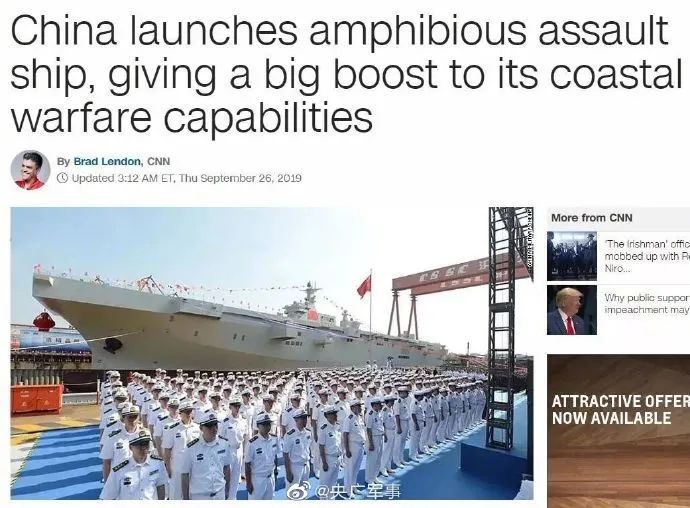 China launches amphibious assault
ship, giving a big boost to its coastal
warfare capabilities
By Brad Lendon, CNN
Updated 3:12 AM ET, Thu September 26, 2019
More from CNN
'The Irishman' offic
mobbed up with Re
Niro...
Why public suppor
impeachment may
ATTRACTIVE OFFER
NOW AVAILABLE
@央广军事